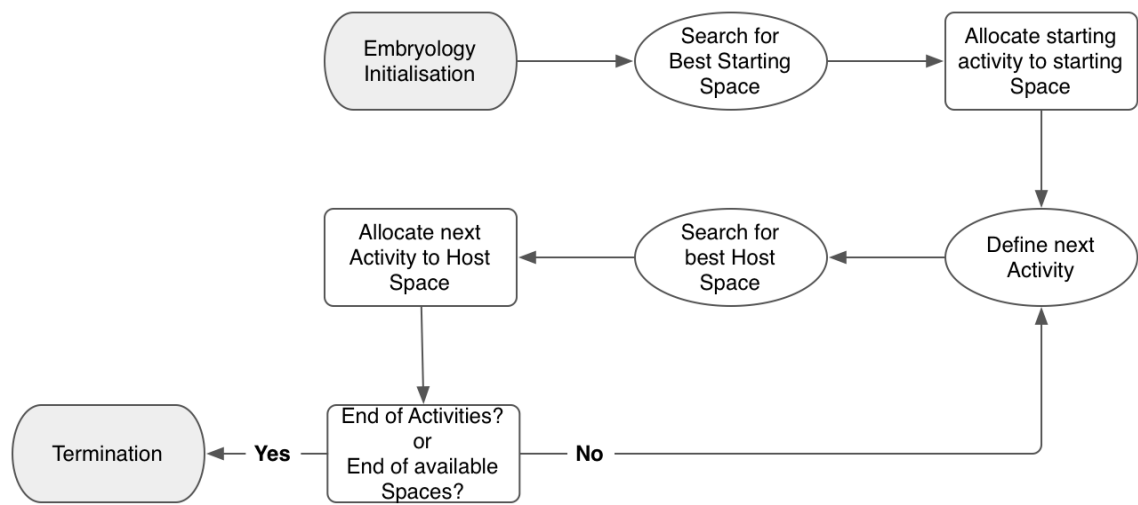 Embryology
Initialisation
Search for
Best Starting
Space
Allocate starting
activity to starting
Space
Define next
Activity
Search for
best Host
Space
Allocate next
Activity to Host
Space
End of Activities?
or
End of available
Spaces?
Yes
Termination
No